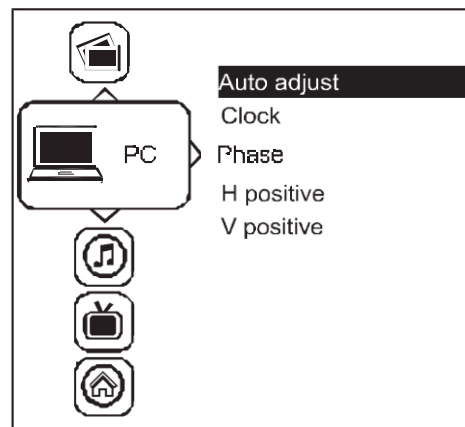 PC
Auto adjust
Clock
Phase
H positive
V positive